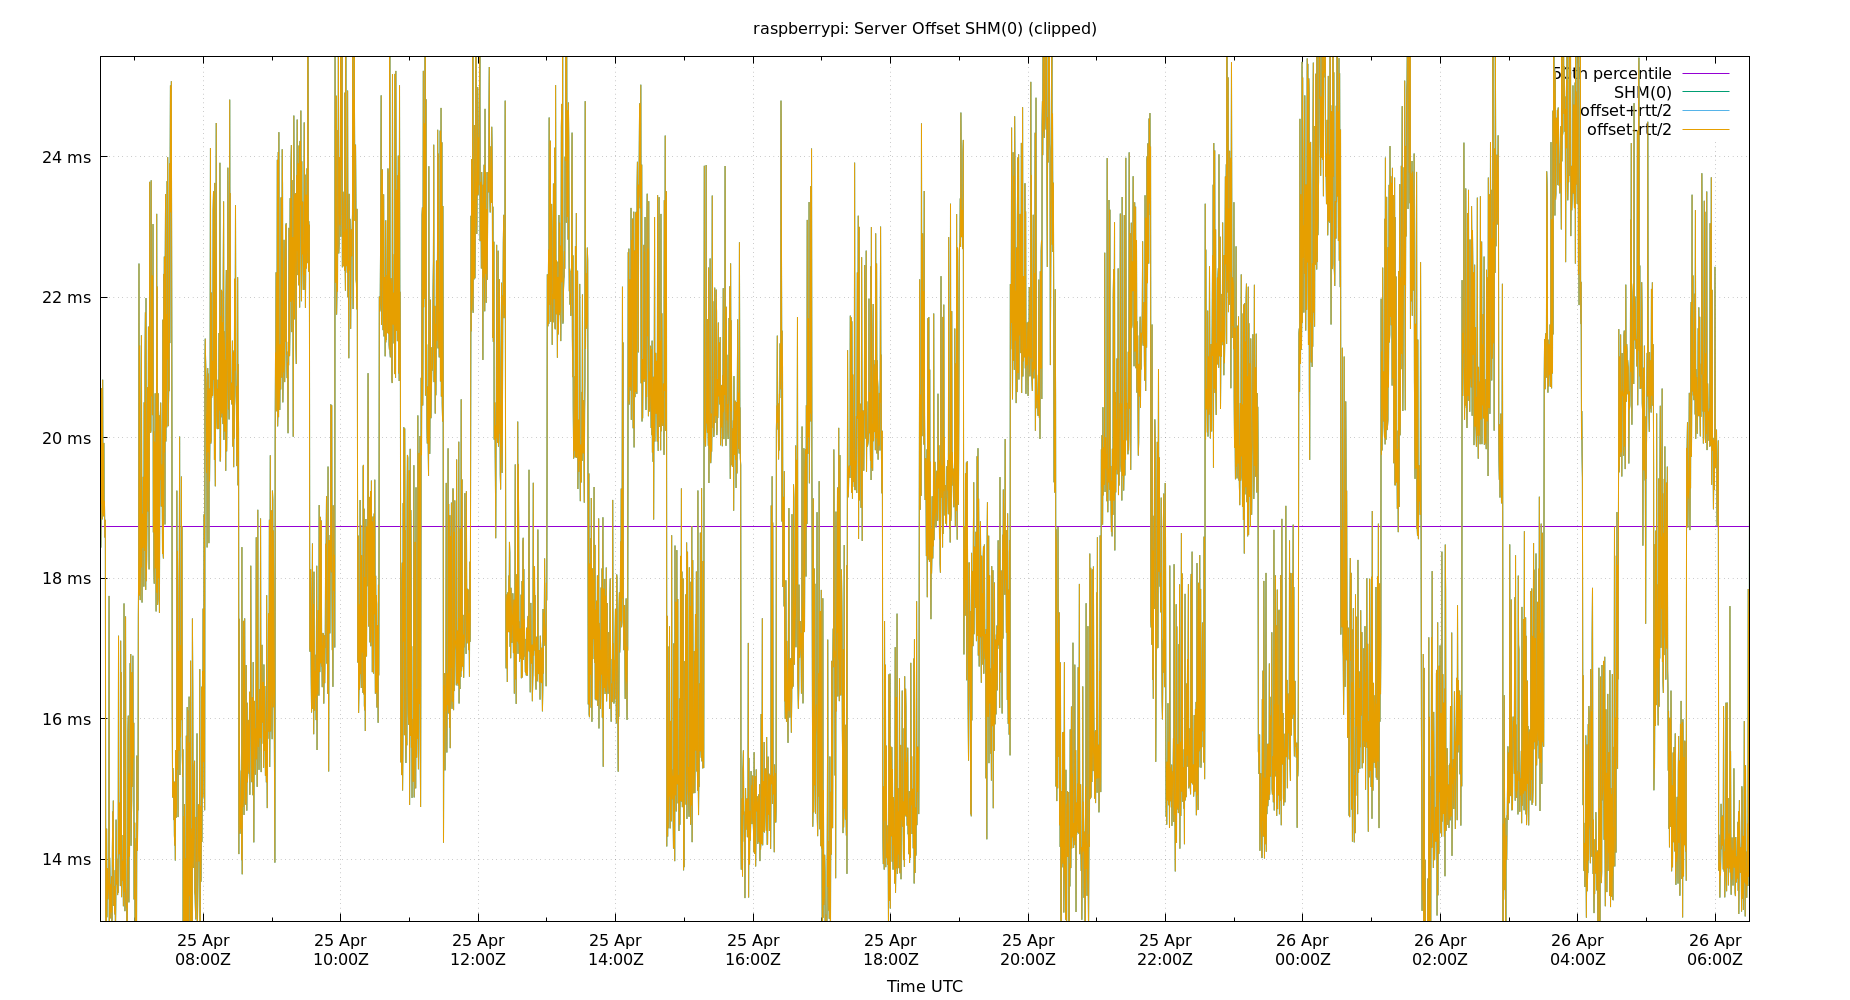 raspberrypi: Server Offset SHM(0) (clipped)
50th percentile
SHM(0)
offset+rtt/2
offset-rtt/2
24 ms
22 ms
20 ms
18 ms
16 ms
14 ms
25 Apr 25 Apr 25 Apr 25 Apr 25 Apr 25 Apr 25 Apr 25 Apr 26 Apr 26 Apr 26 Apr 26 Apr
08:00Z 10:00Z 12:00Z 14:00Z 16:00Z 18:00Z 20:00Z 22:00Z 00:00Z 02:00Z 04:00Z 06:00Z
Time UTC